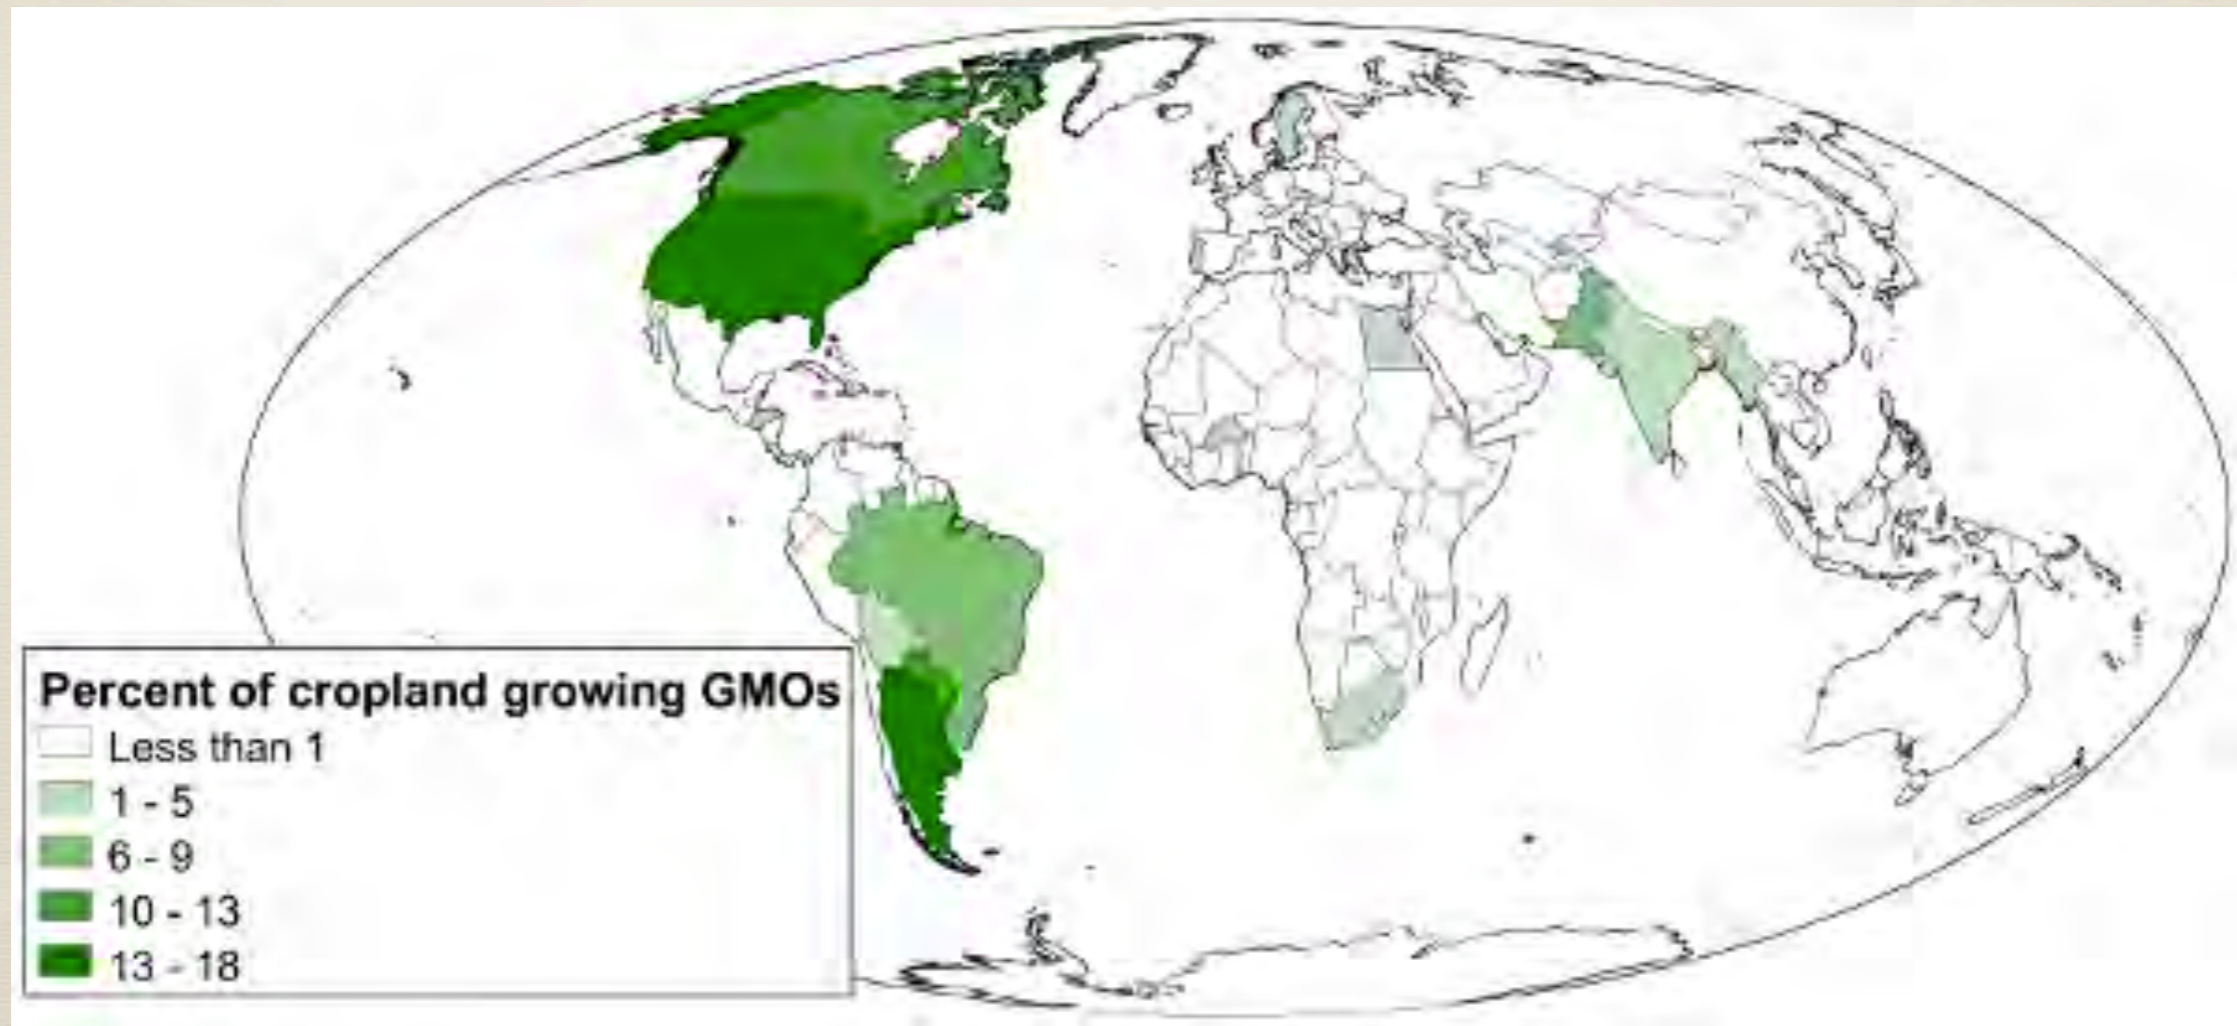 Percent of cropland growing GMOs
Less than 1
1 - 5
6 - 9
10 - 13
13 - 18